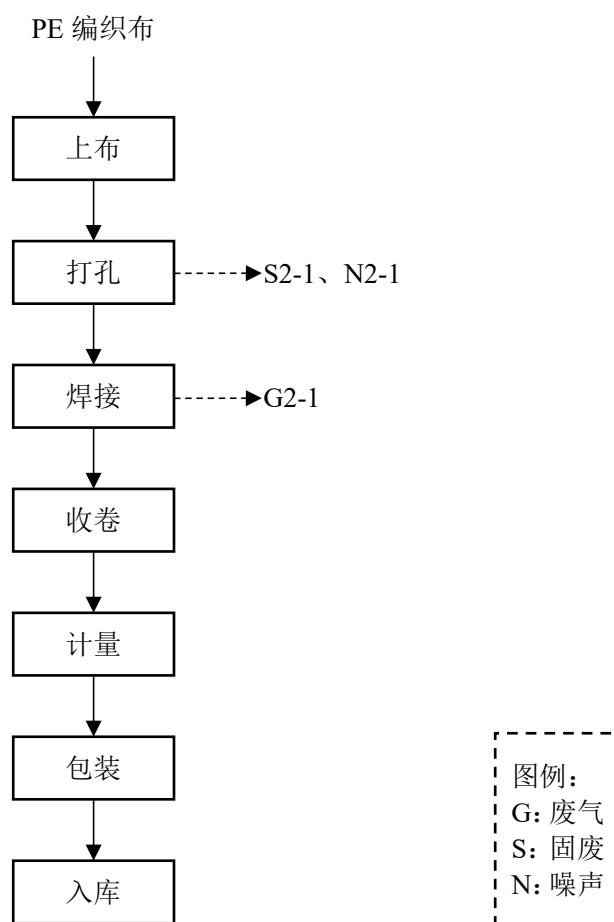 PE 编织布
上布
打孔
S2-1、N2-1
焊接
G2-1
收卷
计量
包装
入库
图例：
G: 废气
S: 固废
N: 噪声